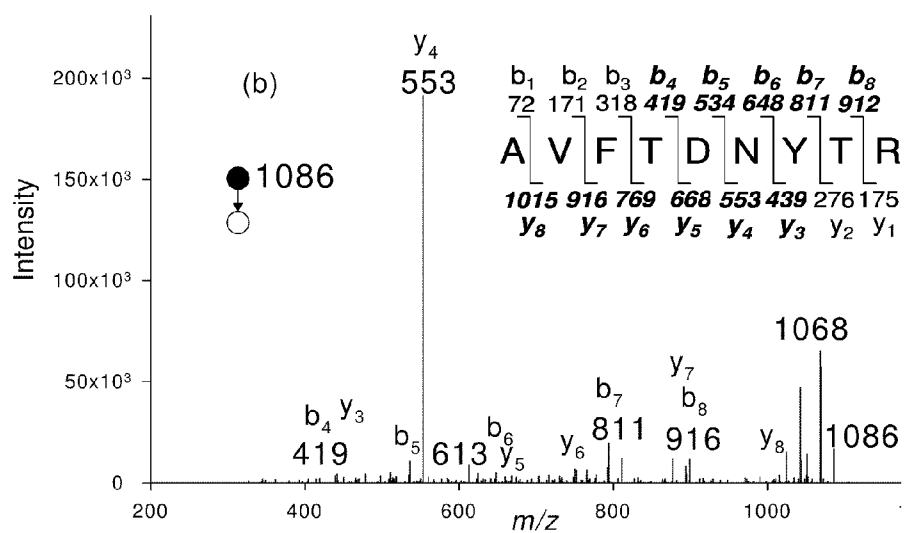 y4
200x10³ (b) 553
b1 b2 b3 b4 b5 b6 b7 b8
72 171 318 419 534 648 811 912
A V F T D N Y T R
1015 916 769 668 553 439 276 175
y8 y7 y6 y5 y4 y3 y2 y1
150x10³ 1086
Intensity
100x10³
1068
50x10³
y7
b4 y3 b5 b6 y5 y6 b7 b8 y8
419 613 811 916 1086
0
200 400 600 800 1000
m/z